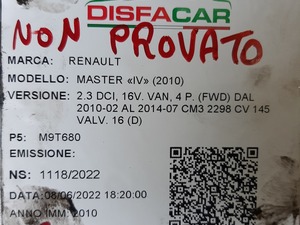 DISFACAR
NON PROVATO
MARCA: RENAULT
MODELLO: MASTER «IV» (2010)
VERSIONE: 2.3 DCI, 16V. VAN, 4 P. (FWD) DAL
2010-02 AL 2014-07 CM3 2298 CV 145
VALV. 16 (D)
P5: M9T680
EMISSIONE:
NS: 1118/2022
DATA: 08/06/2022 18:20:00
ANNO IMM: 2010